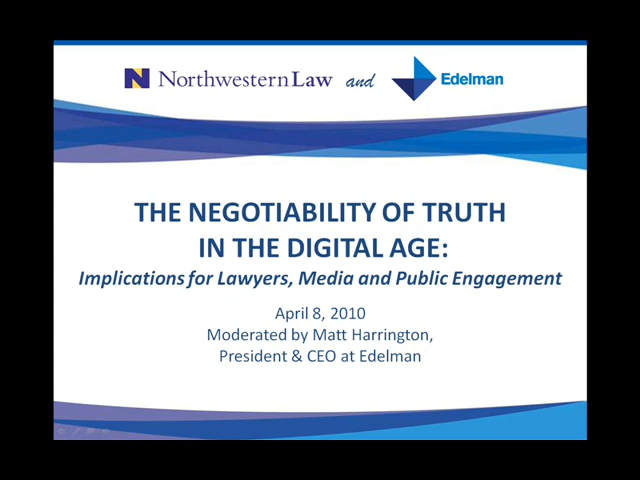 N NorthwesternLaw and Edelman
THE NEGOTIABILITY OF TRUTH
IN THE DIGITAL AGE:
Implications for Lawyers, Media and Public Engagement
April 8, 2010
Moderated by Matt Harrington,
President & CEO at Edelman